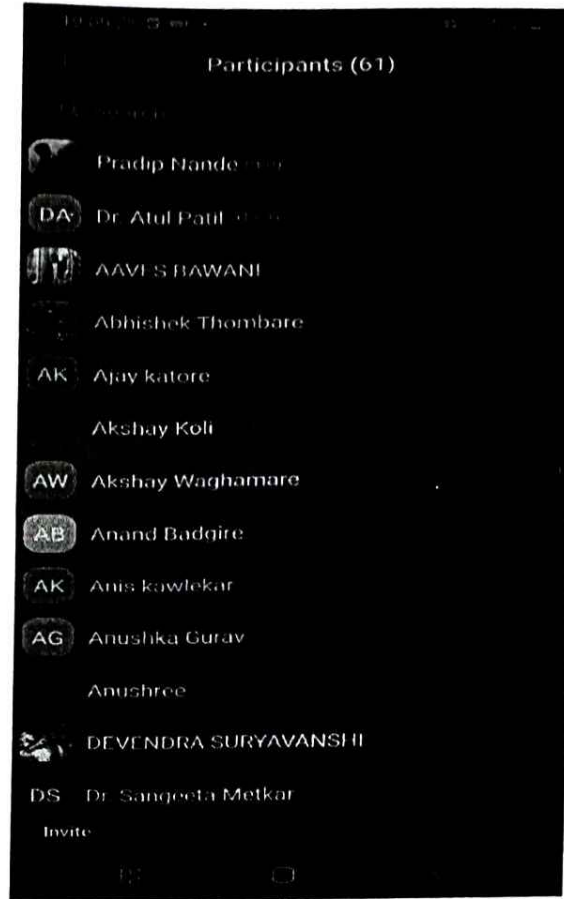 Participants (61)
Search
Pradip Nande
DA Dr. Atul Patil
AAVES BAWANI
Abhishek Thombare
AK Ajay katore
Akshay Koli
AW Akshay Waghamare
AB Anand Badgire
AK Anis kawlekar
AG Anushka Gurav
Anushree
DEVENDRA SURYAVANSHI
DS Dr. Sangeeta Metkar
Invite